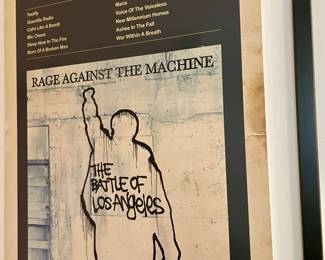 Testify
Guerrilla Radio
Calm Like a Bomb
Mic Check
Sleep Now In The Fire
Born Of A Broken Man
Maria
Voice Of The Voiceless
New Millennium Homes
Ashes In The Fall
War Within A Breath
RAGE AGAINST THE MACHINE
THE
BATTLE OF
LOS ANGELES